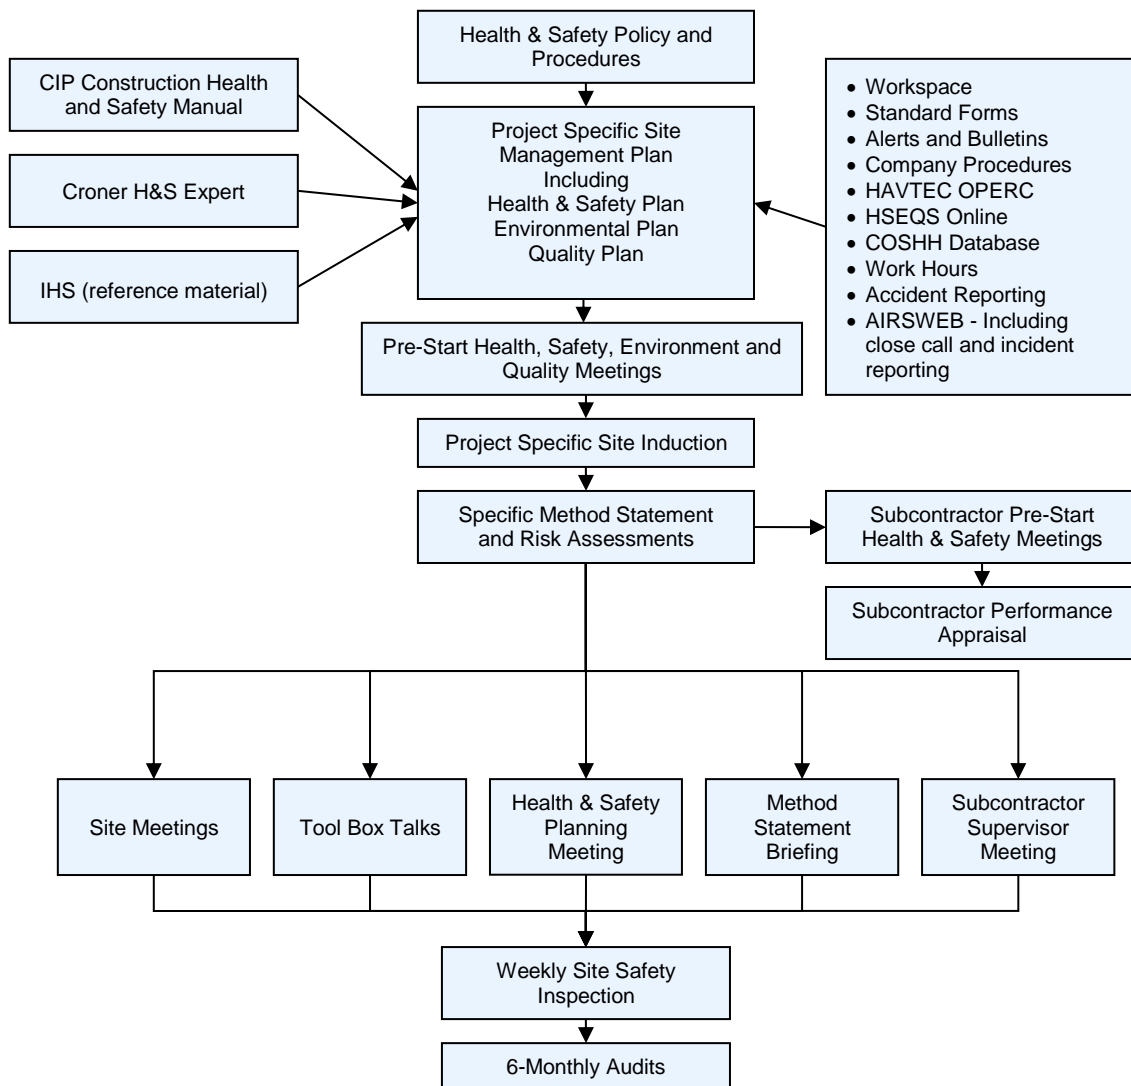 Health & Safety Policy and
Procedures
CIP Construction Health
and Safety Manual
Croner H&S Expert
IHS (reference material)
Project Specific Site
Management Plan
Including
Health & Safety Plan
Environmental Plan
Quality Plan
• Workspace
• Standard Forms
• Alerts and Bulletins
• Company Procedures
• HAVTEC OPERC
• HSEQS Online
• COSHH Database
• Work Hours
• Accident Reporting
• AIRSWEB - Including
close call and incident
reporting
Pre-Start Health, Safety, Environment and
Quality Meetings
Project Specific Site Induction
Specific Method Statement
and Risk Assessments
Subcontractor Pre-Start
Health & Safety Meetings
Subcontractor Performance
Appraisal
Site Meetings
Tool Box Talks
Health & Safety
Planning
Meeting
Method
Statement
Briefing
Subcontractor
Supervisor
Meeting
Weekly Site Safety
Inspection
6-Monthly Audits